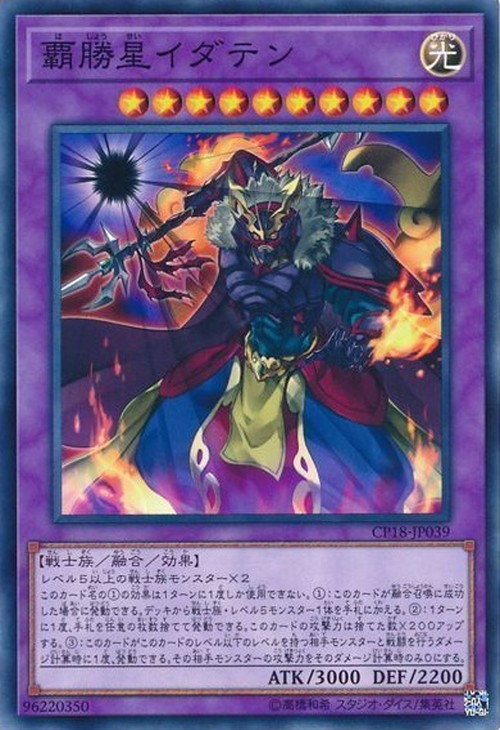 覇勝星イダテン
光
CP18-JP039
【戦士族/融合/効果】
レベル5以上の戦士族モンスター×2
このカード名の①の効果は1ターンに1度しか使用できない。①：このカードが融合召喚に成功
した場合に発動できる。デッキから戦士族・レベル5モンスター1体を手札に加える。②：1タ
ーンに1度、手札を任意の枚数捨てて発動できる。このカードの攻撃力は捨てた数×200アップ
する。③：このカードがこのカードのレベル以下のレベルを持つ相手モンスターと戦闘を行うダメー
ジ計算時に1度、発動できる。その相手モンスターの攻撃力をそのダメージ計算時のみ0にする。
ATK/3000 DEF/2200
96220350
©高橋和希 スタジオ・ダイス/集英社